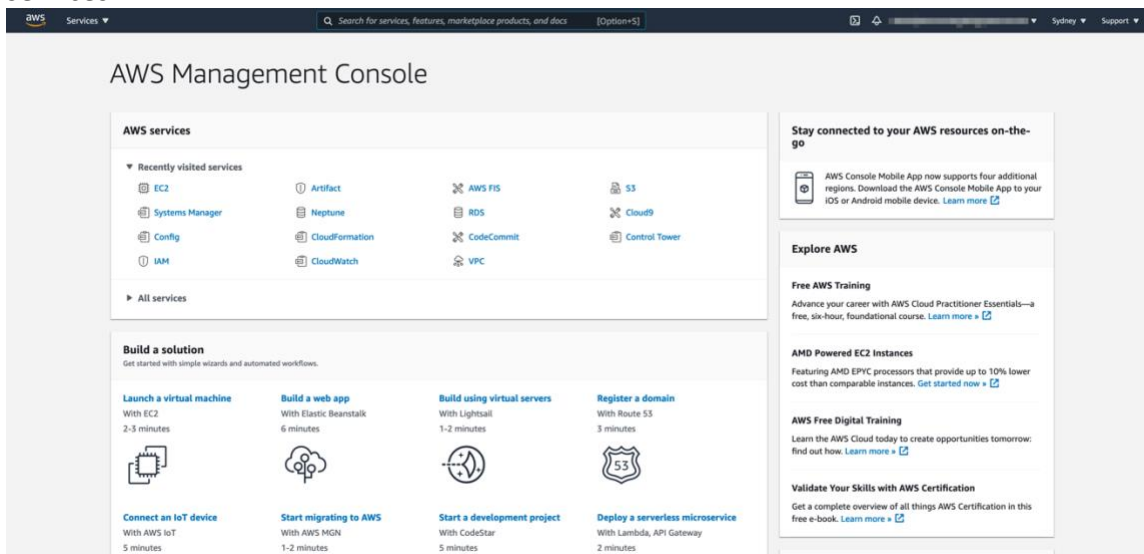 aws
Services ▼
Search for services, features, marketplace products, and docs
[Option+S]
Sydney ▼
Support ▼
AWS Management Console
AWS services
▼ Recently visited services
EC2
Artifact
AWS FIS
S3
Systems Manager
Neptune
RDS
Cloud9
Config
CloudFormation
CodeCommit
Control Tower
IAM
CloudWatch
VPC
▶ All services
Build a solution
Get started with simple wizards and automated workflows.
Launch a virtual machine
With EC2
2-3 minutes
Build a web app
With Elastic Beanstalk
6 minutes
Build using virtual servers
With Lightsail
1-2 minutes
Register a domain
With Route 53
3 minutes
53
Connect an IoT device
With AWS IoT
5 minutes
Start migrating to AWS
With AWS MGN
1-2 minutes
Start a development project
With CodeStar
5 minutes
Deploy a serverless microservice
With Lambda, API Gateway
2 minutes
Stay connected to your AWS resources on-the-
go
AWS Console Mobile App now supports four additional
regions. Download the AWS Console Mobile App to your
iOS or Android mobile device. Learn more
Explore AWS
Free AWS Training
Advance your career with AWS Cloud Practitioner Essentials—a
free, six-hour, foundational course. Learn more »
AMD Powered EC2 Instances
Featuring AMD EPYC processors that provide up to 10% lower
cost than comparable instances. Get started now »
AWS Free Digital Training
Learn the AWS Cloud today to create opportunities tomorrow:
find out how. Learn more »
Validate Your Skills with AWS Certification
Get a complete overview of all things AWS Certification in this
free e-book. Learn more »